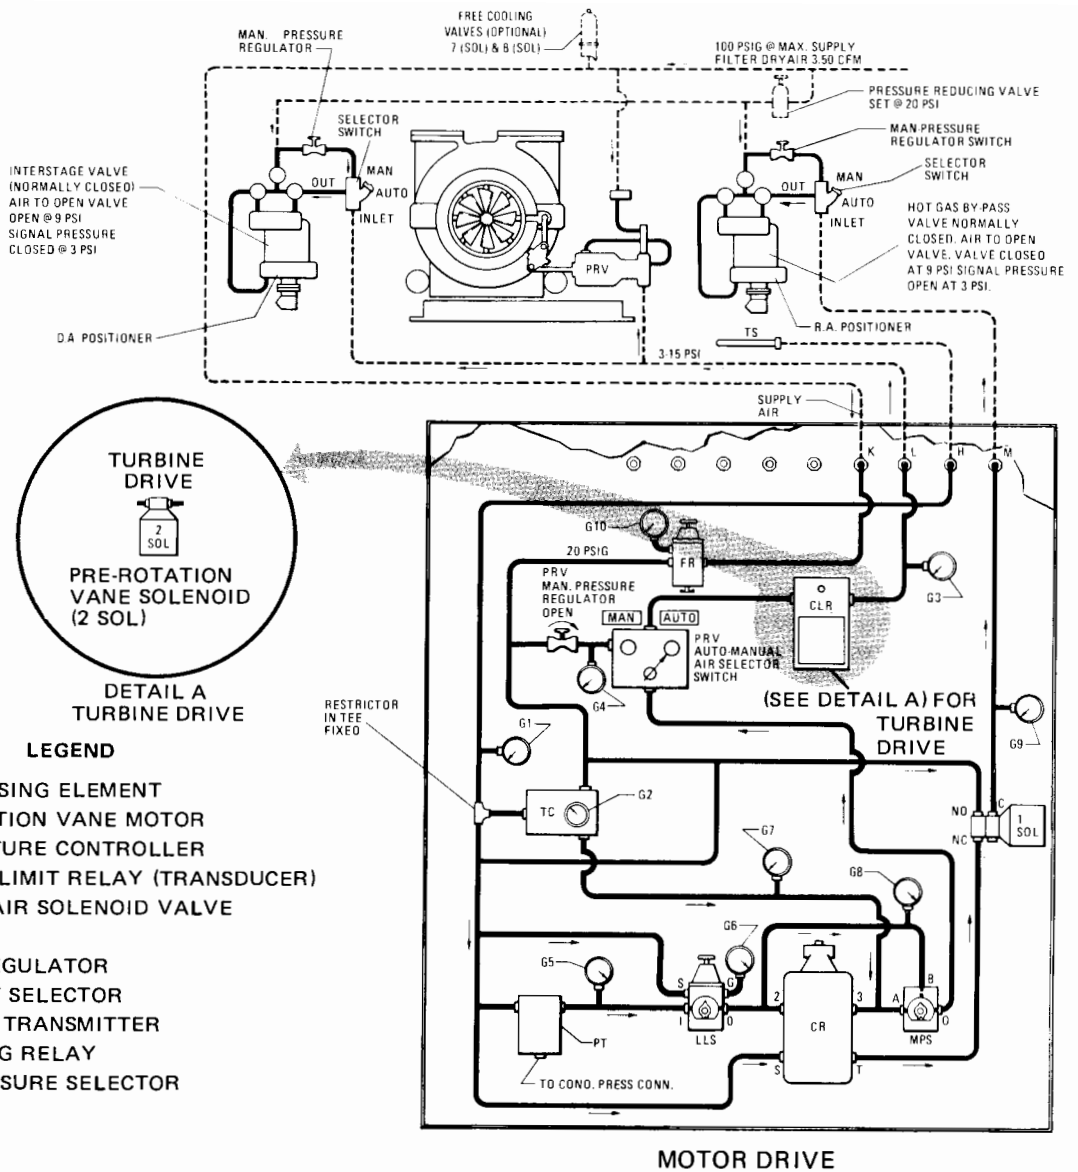 FREE COOLING
VALVES (OPTIONAL)
7 (SOL) & 8 (SOL)
MAN. PRESSURE
REGULATOR
100 PSIG @ MAX. SUPPLY
FILTER DRYAIR 3.50 CFM
PRESSURE REDUCING VALVE
SET @ 20 PSI
SELECTOR
SWITCH
MAN-PRESSURE
REGULATOR SWITCH
INTERSTAGE VALVE
(NORMALLY CLOSED)
AIR TO OPEN VALVE
OPEN @ 9 PSI
SIGNAL PRESSURE
CLOSED @ 3 PSI
MAN
AUTO
OUT
INLET
PRV
OUT
MAN
AUTO
INLET
SELECTOR
SWITCH
HOT GAS BY-PASS
VALVE NORMALLY
CLOSED. AIR TO OPEN
VALVE. VALVE CLOSED
AT 9 PSI SIGNAL PRESSURE
OPEN AT 3 PSI.
D.A. POSITIONER
R.A. POSITIONER
TS
3-15 PSI
SUPPLY
AIR
K
L
H
M
TURBINE
DRIVE
2
SOL
PRE-ROTATION
VANE SOLENOID
(2 SOL)
DETAIL A
TURBINE DRIVE
G10
FR
20 PSIG
PRV
MAN. PRESSURE
REGULATOR
OPEN
MAN
AUTO
CLR
G3
PRV
AUTO-MANUAL
AIR SELECTOR
SWITCH
G4
(SEE DETAIL A) FOR
TURBINE
DRIVE
RESTRICTOR
IN TEE
FIXED
G1
G9
TC
G2
NO
C
NC
1
SOL
G7
G8
G6
G5
S
G
I
O
LLS
2
3
CR
S
T
A
B
O
MPS
PT
TO COND. PRESS CONN.
MOTOR DRIVE
LEGEND
SING ELEMENT
TION VANE MOTOR
TURE CONTROLLER
LIMIT RELAY (TRANSDUCER)
AIR SOLENOID VALVE
EGULATOR
SELECTOR
TRANSMITTER
G RELAY
SURE SELECTOR